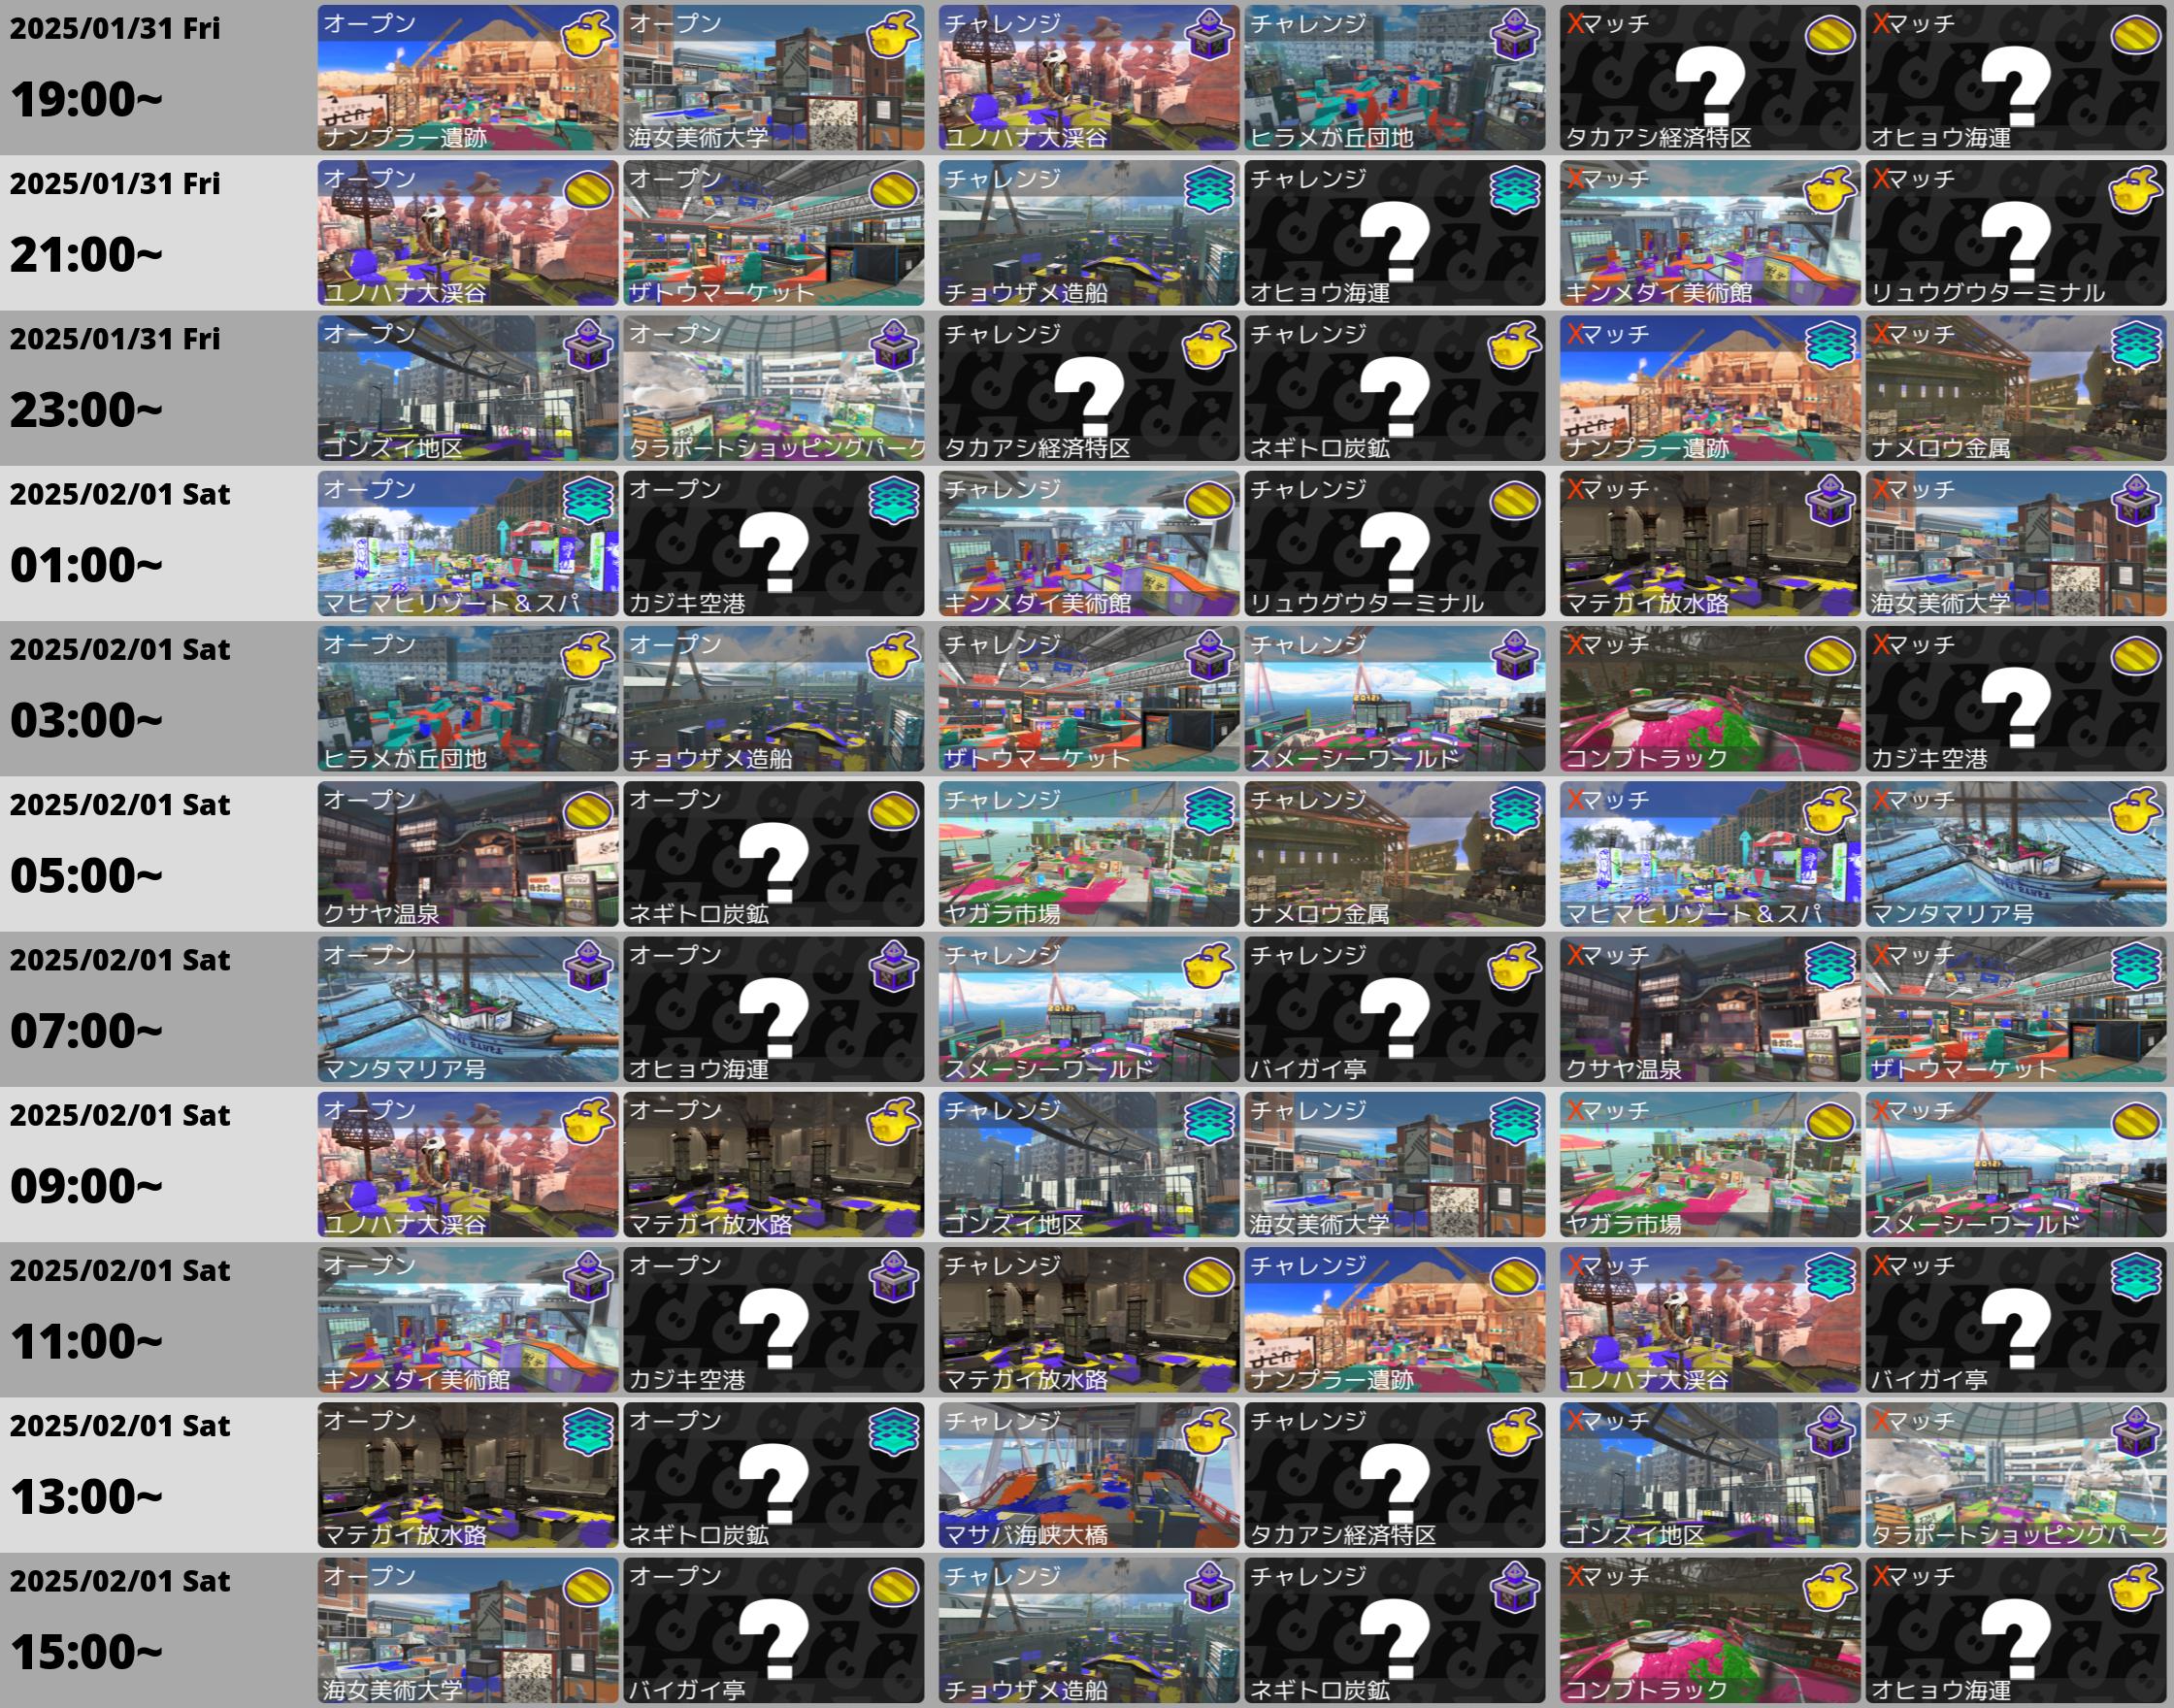 2025/01/31 Fri
19:00~
オープン
ナンプラー遺跡
オープン
海女美術大学
チャレンジ
ユノハナ大渓谷
チャレンジ
ヒラメが丘団地
Xマッチ
タカアシ経済特区
Xマッチ
オヒョウ海運
2025/01/31 Fri
21:00~
オープン
ユノハナ大渓谷
オープン
ザトウマーケット
チャレンジ
チョウザメ造船
チャレンジ
オヒョウ海運
Xマッチ
キンメダイ美術館
Xマッチ
リュウグウターミナル
2025/01/31 Fri
23:00~
オープン
ゴンズイ地区
オープン
タラポートショッピングパーク
チャレンジ
タカアシ経済特区
チャレンジ
ネギトロ炭鉱
Xマッチ
ナンプラー遺跡
Xマッチ
ナメロウ金属
2025/02/01 Sat
01:00~
オープン
マヒマヒリゾート&スパ
オープン
カジキ空港
チャレンジ
キンメダイ美術館
チャレンジ
リュウグウターミナル
Xマッチ
マテガイ放水路
Xマッチ
海女美術大学
2025/02/01 Sat
03:00~
オープン
ヒラメが丘団地
オープン
チョウザメ造船
チャレンジ
ザトウマーケット
チャレンジ
スメーシーワールド
Xマッチ
コンブトラック
Xマッチ
カジキ空港
2025/02/01 Sat
05:00~
オープン
クサヤ温泉
オープン
ネギトロ炭鉱
チャレンジ
ヤガラ市場
チャレンジ
ナメロウ金属
Xマッチ
マヒマヒリゾート&スパ
Xマッチ
マンタマリア号
2025/02/01 Sat
07:00~
オープン
マンタマリア号
オープン
オヒョウ海運
チャレンジ
スメーシーワールド
チャレンジ
バイガイ亭
Xマッチ
クサヤ温泉
Xマッチ
ザトウマーケット
2025/02/01 Sat
09:00~
オープン
ユノハナ大渓谷
オープン
マテガイ放水路
チャレンジ
ゴンズイ地区
チャレンジ
海女美術大学
Xマッチ
ヤガラ市場
Xマッチ
スメーシーワールド
2025/02/01 Sat
11:00~
オープン
キンメダイ美術館
オープン
カジキ空港
チャレンジ
マテガイ放水路
チャレンジ
ナンプラー遺跡
Xマッチ
ユノハナ大渓谷
Xマッチ
バイガイ亭
2025/02/01 Sat
13:00~
オープン
マテガイ放水路
オープン
ネギトロ炭鉱
チャレンジ
マサバ海峡大橋
チャレンジ
タカアシ経済特区
Xマッチ
ゴンズイ地区
Xマッチ
タラポートショッピングパーク
2025/02/01 Sat
15:00~
オープン
海女美術大学
オープン
バイガイ亭
チャレンジ
チョウザメ造船
チャレンジ
ネギトロ炭鉱
Xマッチ
コンブトラック
Xマッチ
オヒョウ海運